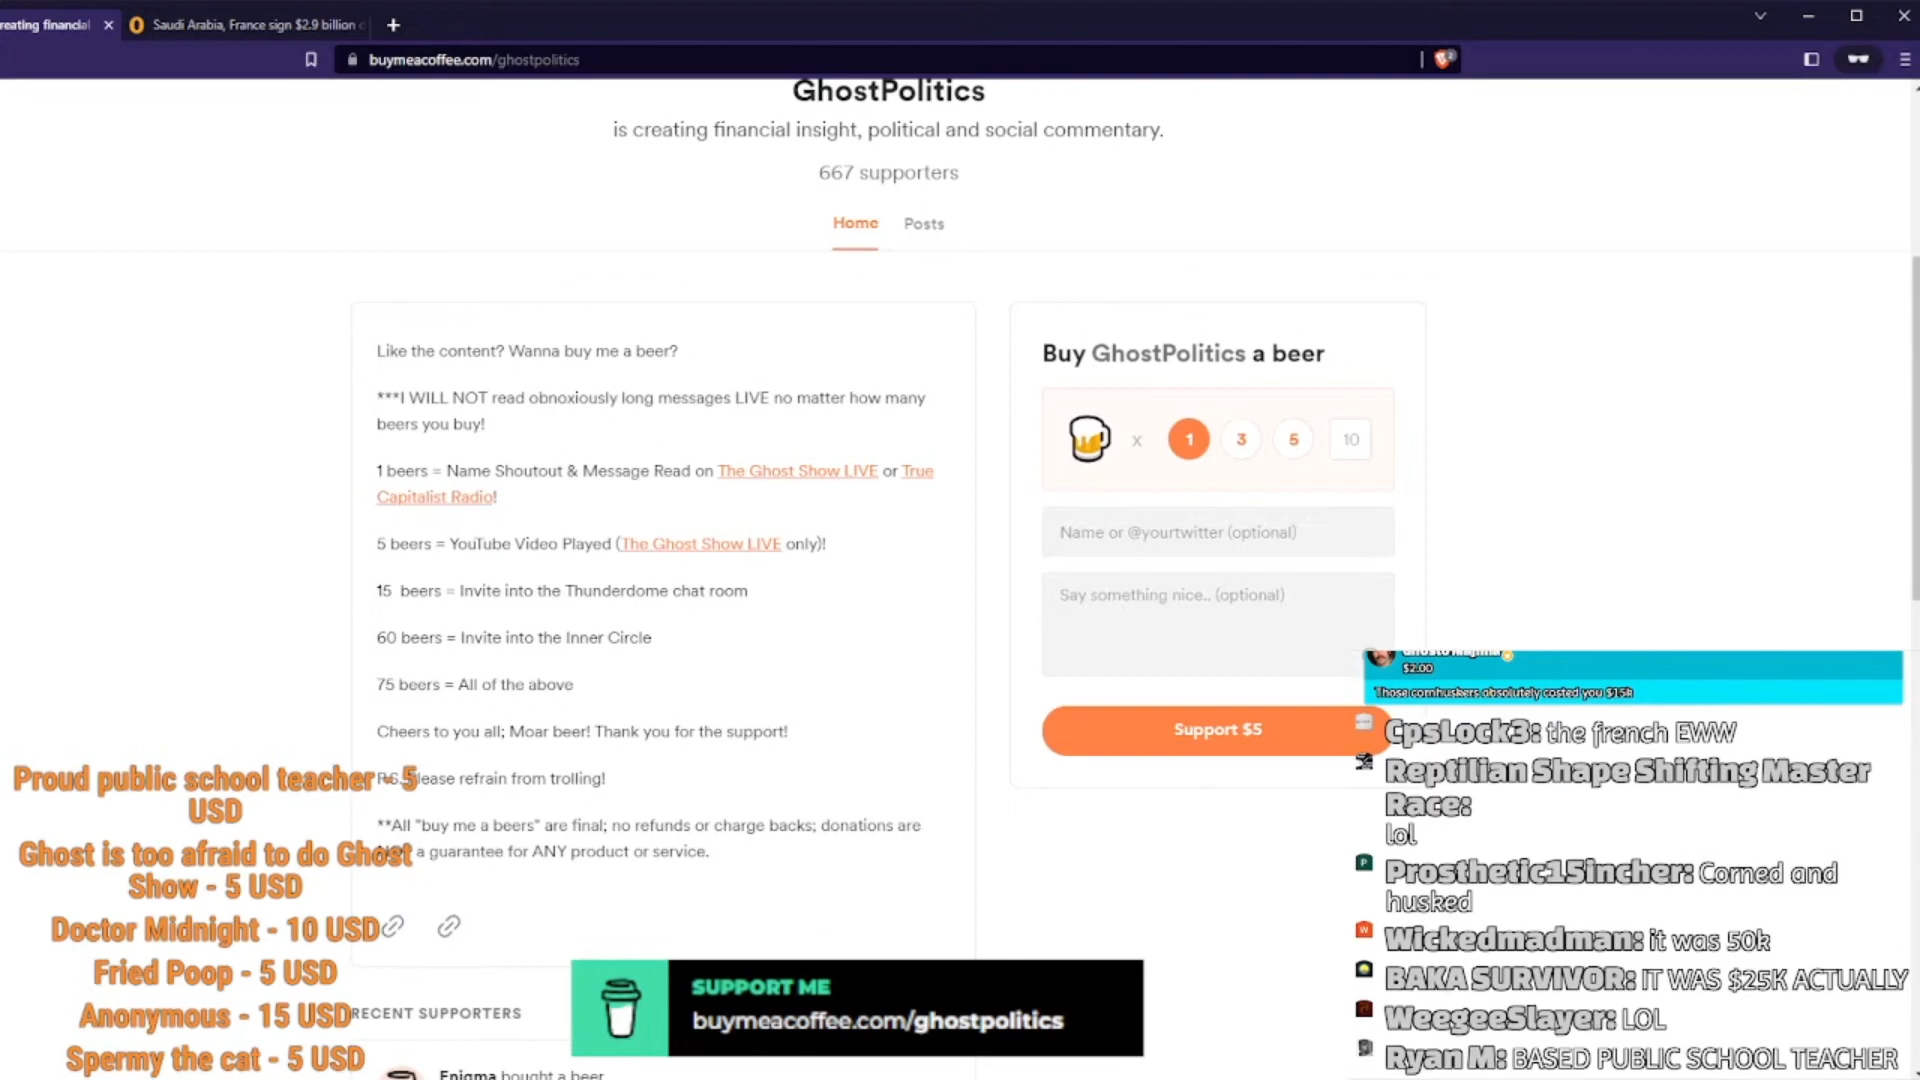 reating financial
Saudi Arabia, France sign $2.9 billion
buymeacoffee.com/ghostpolitics
2
GhostPolitics
is creating financial insight, political and social commentary.
667 supporters
Home Posts
Like the content? Wanna buy me a beer?
***I WILL NOT read obnoxiously long messages LIVE no matter how many
beers you buy!
1 beers = Name Shoutout & Message Read on The Ghost Show LIVE or True
Capitalist Radio!
5 beers = YouTube Video Played (The Ghost Show LIVE only)!
15 beers = Invite into the Thunderdome chat room
60 beers = Invite into the Inner Circle
75 beers = All of the above
Cheers to you all; Moar beer! Thank you for the support!
P.S. please refrain from trolling!
**All "buy me a beers" are final; no refunds or charge backs; donations are
a guarantee for ANY product or service.
RECENT SUPPORTERS
Enigma bought a beer
Buy GhostPolitics a beer
x 1 3 5 10
Name or @yourtwitter (optional)
Say something nice.. (optional)
Support $5
Proud public school teacher - 5
USD
Ghost is too afraid to do Ghost
Show - 5 USD
Doctor Midnight - 10 USD
Fried Poop - 5 USD
Anonymous - 15 USD
Spermy the cat - 5 USD
SUPPORT ME
buymeacoffee.com/ghostpolitics
$2.00
Those cornhuskers absolutely costed you $15k
CpsLock3: the french EWW
Reptilian Shape Shifting Master
Race:
lol
P
Prosthetic15incher: Corned and
husked
W
Wickedmadman: it was 50k
BAKA SURVIVOR: IT WAS $25K ACTUALLY
WeegeeSlayer: LOL
Ryan M: BASED PUBLIC SCHOOL TEACHER